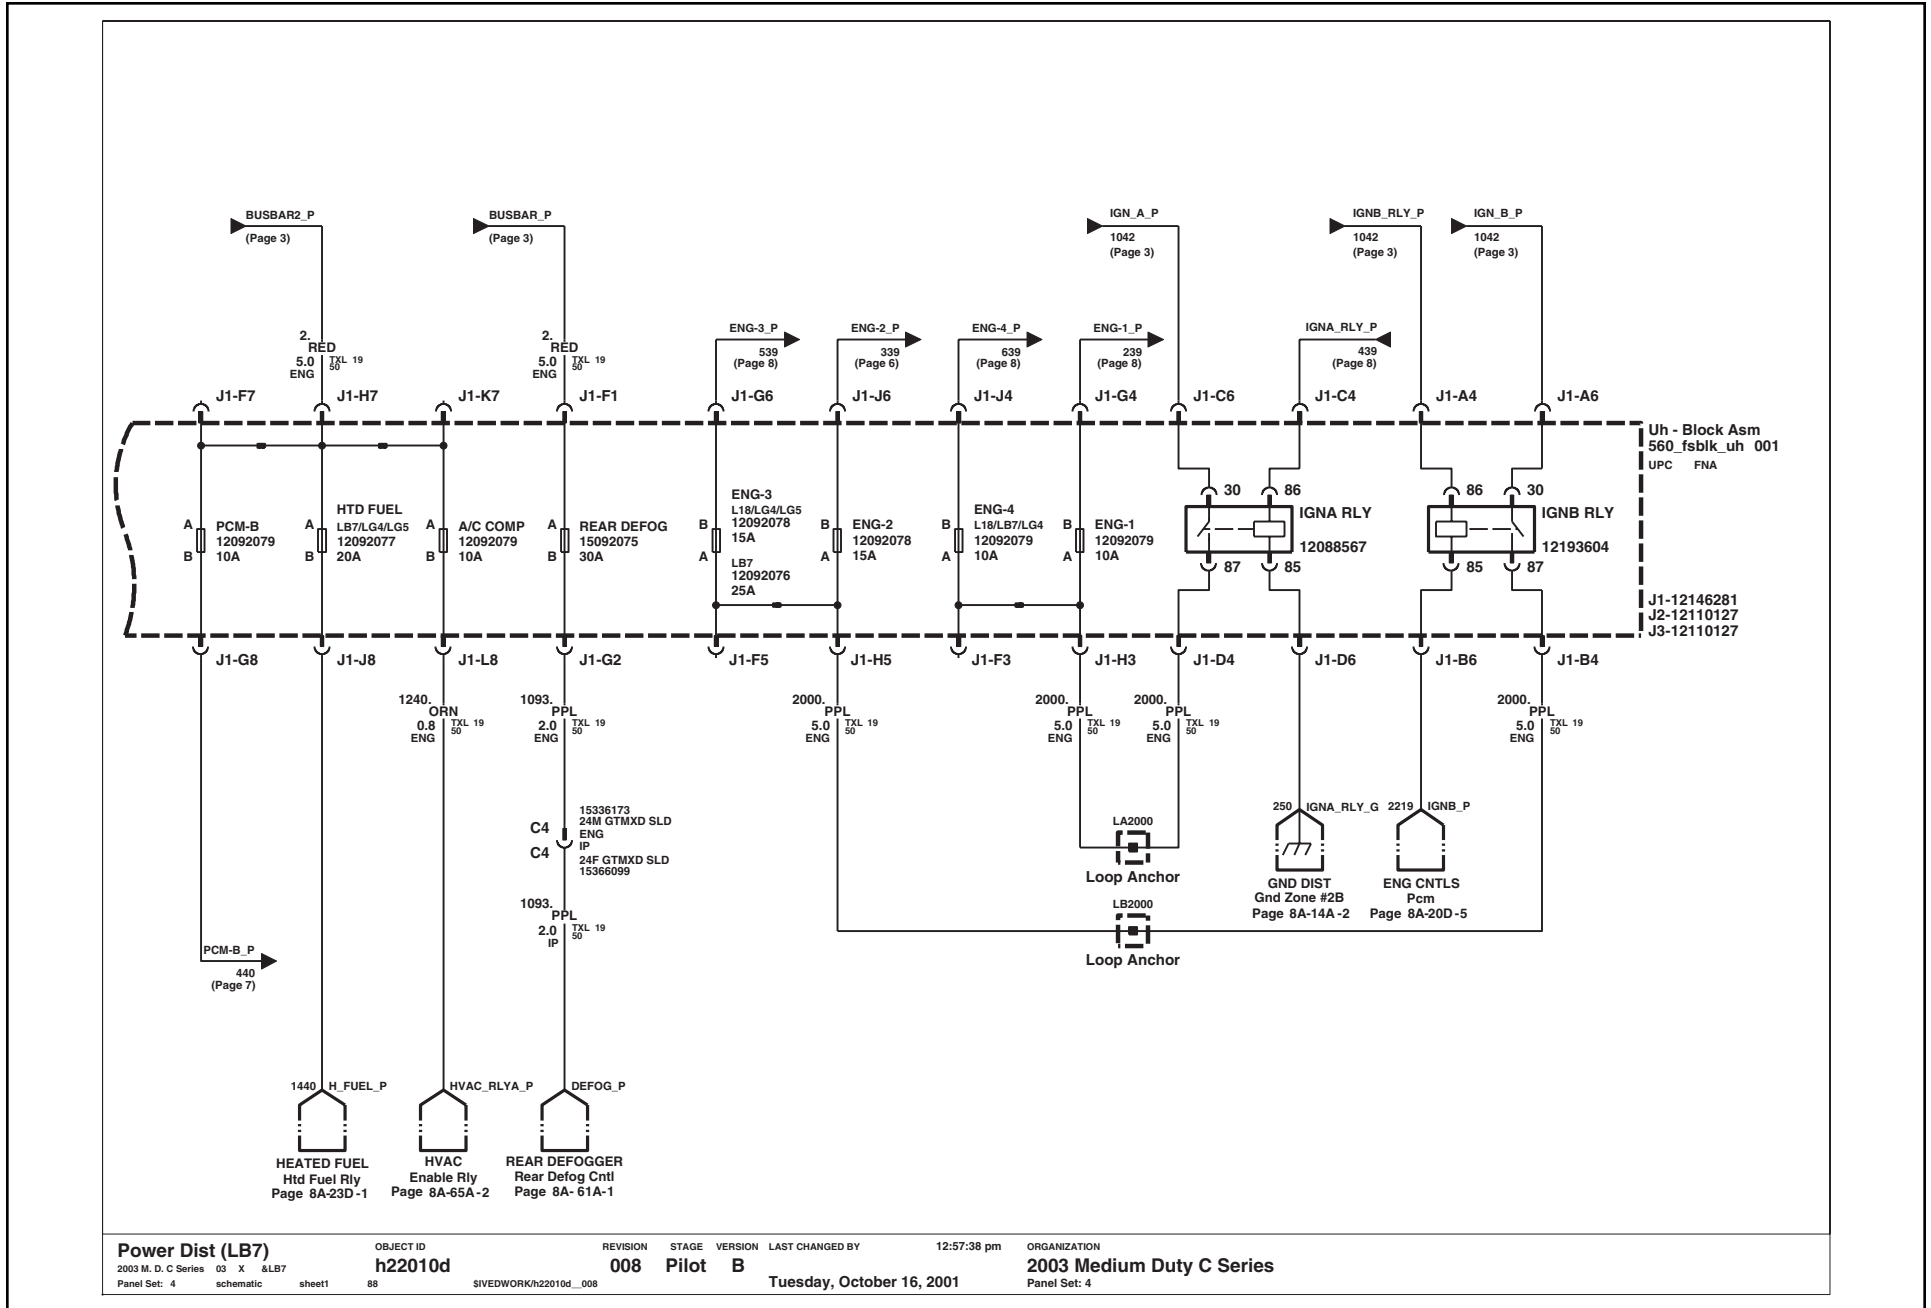 BUSBAR2_P
(Page 3)
BUSBAR_P
(Page 3)
IGN_A_P
1042
(Page 3)
IGNB_RLY_P
1042
(Page 3)
IGN_B_P
1042
(Page 3)
2.
RED
5.0 TXL 19
50
ENG
2.
RED
5.0 TXL 19
50
ENG
ENG-3_P
539
(Page 8)
ENG-2_P
339
(Page 6)
ENG-4_P
639
(Page 8)
ENG-1_P
239
(Page 8)
IGNA_RLY_P
439
(Page 8)
J1-F7 J1-H7 J1-K7 J1-F1 J1-G6 J1-J6 J1-J4 J1-G4 J1-C6 J1-C4 J1-A4 J1-A6
Uh - Block Asm
560_fsblk_uh 001
UPC FNA
A
B
PCM-B
12092079
10A
A
B
HTD FUEL
LB7/LG4/LG5
12092077
20A
A
B
A/C COMP
12092079
10A
A
B
REAR DEFOG
15092075
30A
B
A
ENG-3
L18/LG4/LG5
12092078
15A
LB7
12092076
25A
B
A
ENG-2
12092078
15A
B
A
ENG-4
L18/LB7/LG4
12092079
10A
B
A
ENG-1
12092079
10A
30 86
IGNA RLY
12088567
87 85
86 30
IGNB RLY
12193604
85 87
J1-12146281
J2-12110127
J3-12110127
J1-G8 J1-J8 J1-L8 J1-G2 J1-F5 J1-H5 J1-F3 J1-H3 J1-D4 J1-D6 J1-B6 J1-B4
1240.
ORN
0.8 TXL 19
50
ENG
1093.
PPL
2.0 TXL 19
50
ENG
2000.
PPL
5.0 TXL 19
50
ENG
2000.
PPL
5.0 TXL 19
50
ENG
2000.
PPL
5.0 TXL 19
50
ENG
2000.
PPL
5.0 TXL 19
50
ENG
C4
C4
15336173
24M GTMXD SLD
ENG
IP
24F GTMXD SLD
15366099
1093.
PPL
2.0 TXL 19
50
IP
LA2000
Loop Anchor
LB2000
Loop Anchor
250 IGNA_RLY_G
GND DIST
Gnd Zone #2B
Page 8A-14A-2
2219 IGNB_P
ENG CNTLS
Pcm
Page 8A-20D-5
PCM-B_P
440
(Page 7)
1440 H_FUEL_P
HEATED FUEL
Htd Fuel Rly
Page 8A-23D-1
HVAC_RLYA_P
HVAC
Enable Rly
Page 8A-65A-2
DEFOG_P
REAR DEFOGGER
Rear Defog Cntl
Page 8A- 61A-1
Power Dist (LB7)
2003 M. D. C Series 03 X &LB7
Panel Set: 4 schematic sheet1 88
OBJECT ID
h22010d
$IVEDWORK/h22010d__008
REVISION
008
STAGE
Pilot
VERSION
B
LAST CHANGED BY 12:57:38 pm
Tuesday, October 16, 2001
ORGANIZATION
2003 Medium Duty C Series
Panel Set: 4